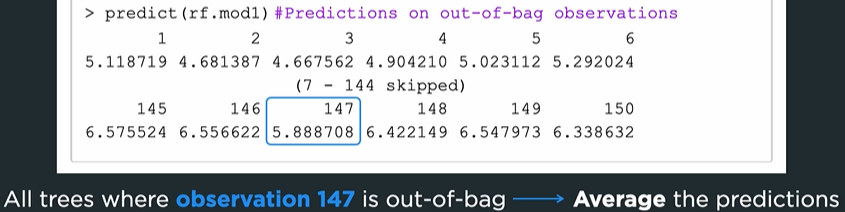 > predict(rf.mod1) #Predictions on out-of-bag observations
1 2 3 4 5 6
5.118719 4.681387 4.667562 4.904210 5.023112 5.292024
(7 - 144 skipped)
145 146 147 148 149 150
6.575524 6.556622 5.888708 6.422149 6.547973 6.338632
All trees where observation 147 is out-of-bag → Average the predictions